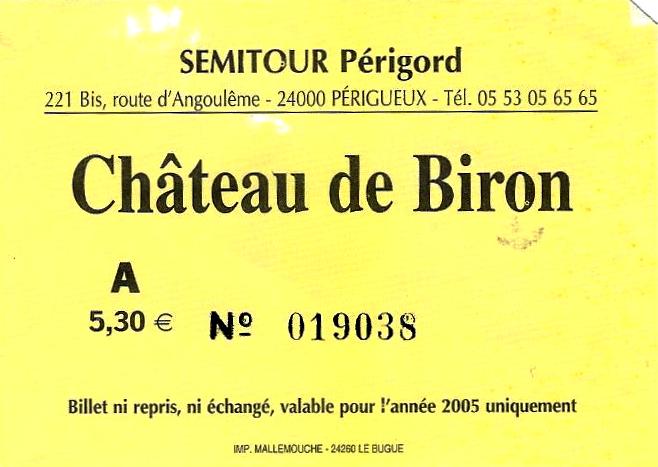 SEMITOUR Périgord
221 Bis, route d'Angoulême - 24000 PÉRIGUEUX - Tél. 05 53 05 65 65
Château de Biron
A
5,30 € Nº 019038
Billet ni repris, ni échangé, valable pour l'année 2005 uniquement
IMP. MALLEMOUCHE - 24260 LE BUGUE